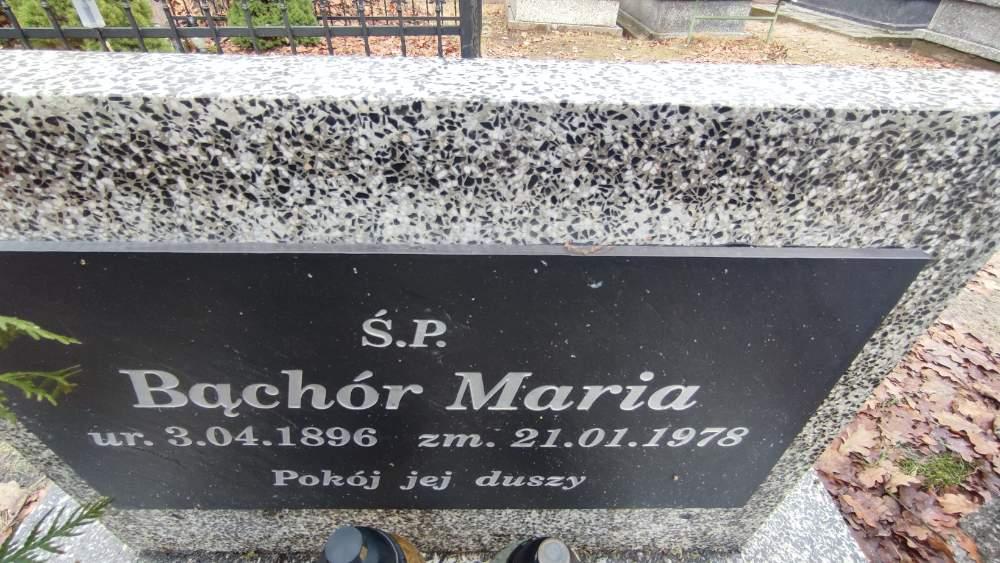 Ś.P.
Bąchór Maria
ur. 3.04.1896 zm. 21.01.1978
Pokój jej duszy